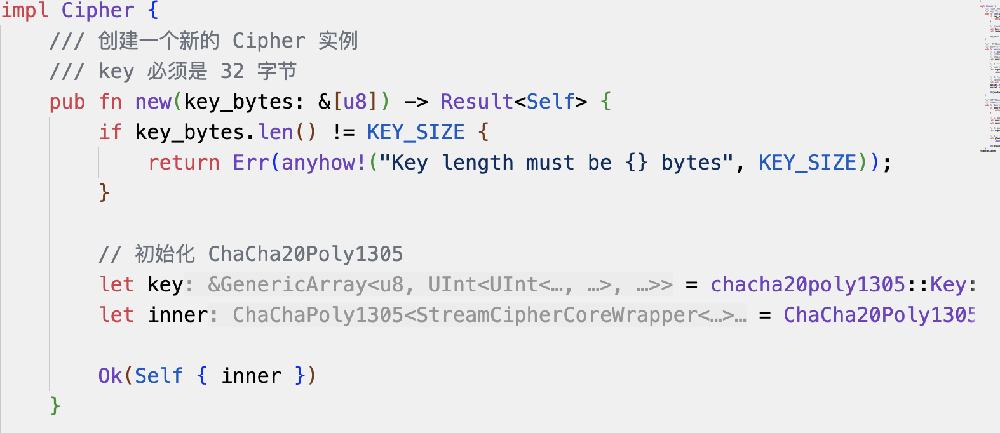 impl Cipher {
/// 创建一个新的 Cipher 实例
/// key 必须是 32 字节
pub fn new(key_bytes: &[u8]) -> Result<Self> {
if key_bytes.len() != KEY_SIZE {
return Err(anyhow!("Key length must be {} bytes", KEY_SIZE));
}
// 初始化 ChaCha20Poly1305
let key: &GenericArray<u8, UInt<UInt<…, …>, …>> = chacha20poly1305::Key:
let inner: ChaChaPoly1305<StreamCipherCoreWrapper<…>… = ChaCha20Poly1305
Ok(Self { inner })
}